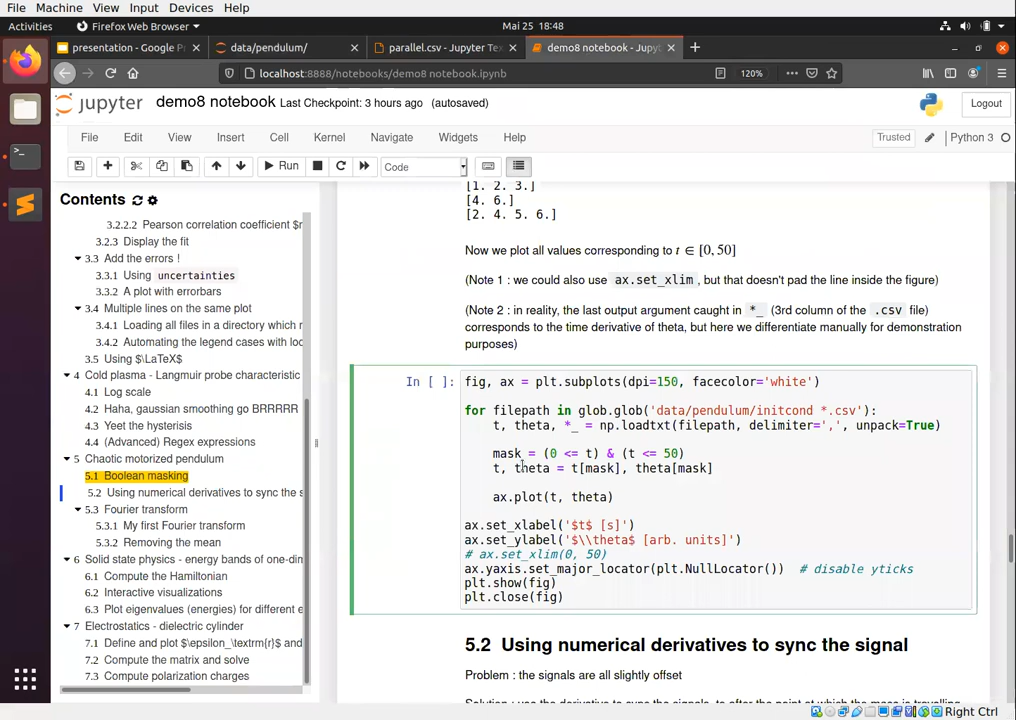 File Machine View Input Devices Help
Activities Firefox Web Browser Mai 25 18:48
presentation - Google P data/pendulum/ parallel.csv - Jupyter Te demo8 notebook - Jupyt
localhost:8888/notebooks/demo8 notebook.ipynb 120%
jupyter demo8 notebook Last Checkpoint: 3 hours ago (autosaved) Logout
File Edit View Insert Cell Kernel Navigate Widgets Help Trusted Python 3
Run Code
Contents
3.2.2.2 Pearson correlation coefficient $r
3.2.3 Display the fit
3.3 Add the errors !
3.3.1 Using uncertainties
3.3.2 A plot with errorbars
3.4 Multiple lines on the same plot
3.4.1 Loading all files in a directory which r
3.4.2 Automating the legend cases with loc
3.5 Using $\LaTeX$
4 Cold plasma - Langmuir probe characteristic
4.1 Log scale
4.2 Haha, gaussian smoothing go BRRRRR
4.3 Yeet the hysterisis
4.4 (Advanced) Regex expressions
5 Chaotic motorized pendulum
5.1 Boolean masking
5.2 Using numerical derivatives to sync the s
5.3 Fourier transform
5.3.1 My first Fourier transform
5.3.2 Removing the mean
6 Solid state physics - energy bands of one-din
6.1 Compute the Hamiltonian
6.2 Interactive visualizations
6.3 Plot eigenvalues (energies) for different e
7 Electrostatics - dielectric cylinder
7.1 Define and plot $\epsilon_\textrm{r}$ and
7.2 Compute the matrix and solve
7.3 Compute polarization charges
[1. 2. 3.]
[4. 6.]
[2. 4. 5. 6.]
Now we plot all values corresponding to t ∈ [0, 50]
(Note 1 : we could also use ax.set_xlim , but that doesn't pad the line inside the figure)
(Note 2 : in reality, the last output argument caught in *_ (3rd column of the .csv file)
corresponds to the time derivative of theta, but here we differentiate manually for demonstration
purposes)
In [ ]: fig, ax = plt.subplots(dpi=150, facecolor='white')
for filepath in glob.glob('data/pendulum/initcond *.csv'):
t, theta, *_ = np.loadtxt(filepath, delimiter=',', unpack=True)
mask = (0 <= t) & (t <= 50)
t, theta = t[mask], theta[mask]
ax.plot(t, theta)
ax.set_xlabel('$t$ [s]')
ax.set_ylabel('$\\theta$ [arb. units]')
# ax.set_xlim(0, 50)
ax.yaxis.set_major_locator(plt.NullLocator()) # disable yticks
plt.show(fig)
plt.close(fig)
5.2 Using numerical derivatives to sync the signal
Problem : the signals are all slightly offset
Right Ctrl